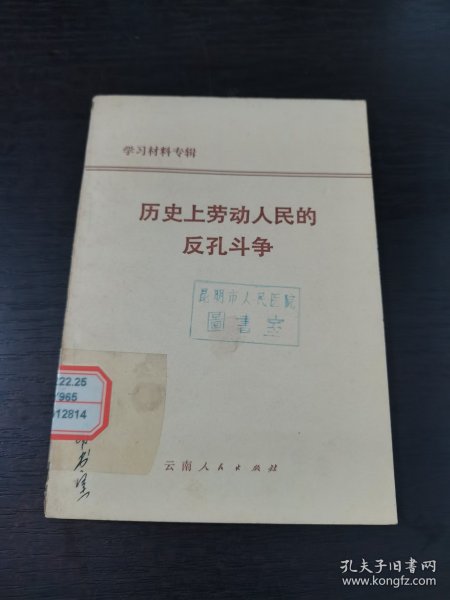 学习材料专辑
历史上劳动人民的
反孔斗争
昆明市人民医院
圖書室
222.25
/965
012814
云南人民出版社
孔夫子旧书网
www.kongfz.com